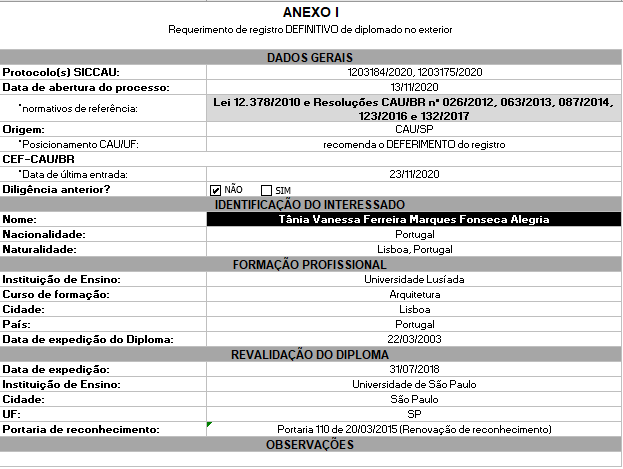 ANEXO I
Requerimento de registro DEFINITIVO de diplomado no exterior
DADOS GERAIS
Protocolo(s) SICCAU: 1203184/2020, 1203175/2020
Data de abertura do processo: 13/11/2020
*normativos de referência: Lei 12.378/2010 e Resoluções CAU/BR n° 026/2012, 063/2013, 087/2014,
123/2016 e 132/2017
Origem: CAU/SP
*Posicionamento CAU/UF: recomenda o DEFERIMENTO do registro
CEF-CAU/BR
*Data de última entrada: 23/11/2020
Diligência anterior? NÃO SIM
IDENTIFICAÇÃO DO INTERESSADO
Nome: Tânia Vanessa Ferreira Marques Fonseca Alegria
Nacionalidade: Portugal
Naturalidade: Lisboa, Portugal
FORMAÇÃO PROFISSIONAL
Instituição de Ensino: Universidade Lusíada
Curso de formação: Arquitetura
Cidade: Lisboa
País: Portugal
Data de expedição do Diploma: 22/03/2003
REVALIDAÇÃO DO DIPLOMA
Data de expedição: 31/07/2018
Instituição de Ensino: Universidade de São Paulo
Cidade: São Paulo
UF: SP
Portaria de reconhecimento: Portaria 110 de 20/03/2015 (Renovação de reconhecimento)
OBSERVAÇÕES